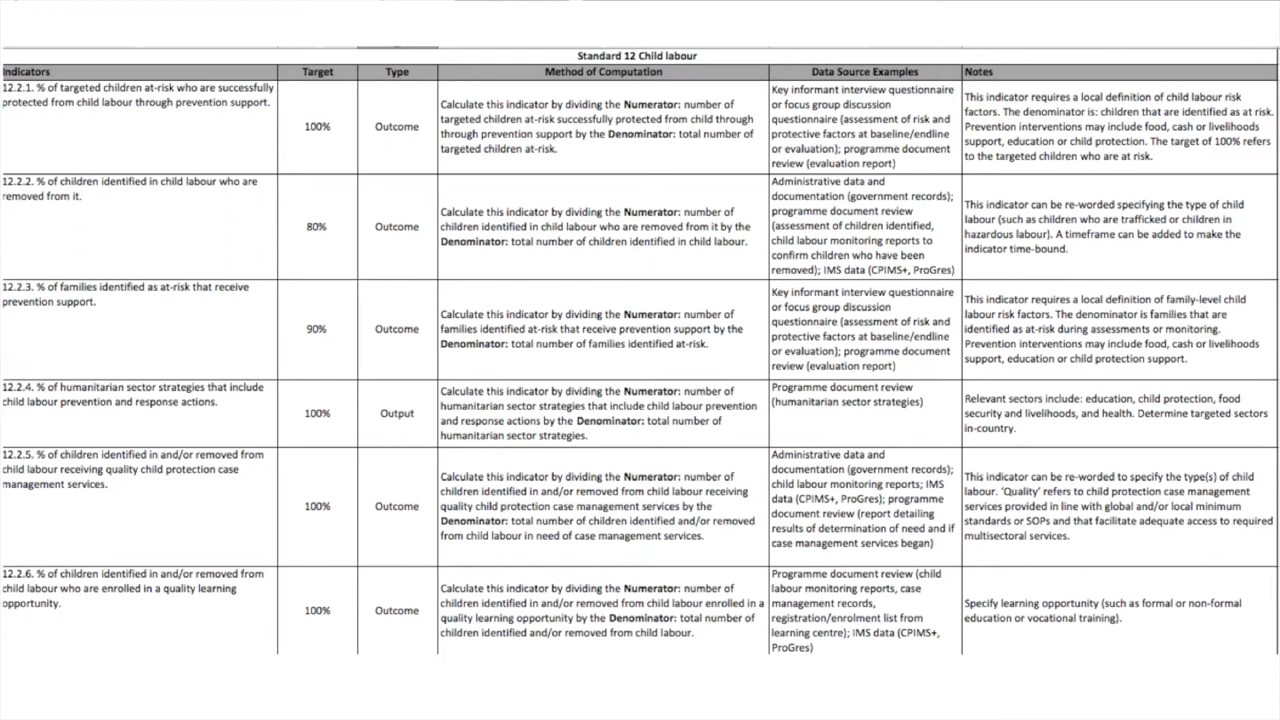 Standard 12 Child labour
Indicators
Target
Type
Method of Computation
Data Source Examples
Notes
12.2.1. % of targeted children at-risk who are successfully
protected from child labour through prevention support.
100%
Outcome
Calculate this indicator by dividing the Numerator: number of
targeted children at-risk successfully protected from child through
through prevention support by the Denominator: total number of
targeted children at-risk.
Key informant interview questionnaire
or focus group discussion
questionnaire (assessment of risk and
protective factors at baseline/endline
or evaluation); programme document
review (evaluation report)
This indicator requires a local definition of child labour risk
factors. The denominator is: children that are identified as at risk.
Prevention interventions may include food, cash or livelihoods
support, education or child protection. The target of 100% refers
to the targeted children who are at risk.
12.2.2. % of children identified in child labour who are
removed from it.
80%
Outcome
Calculate this indicator by dividing the Numerator: number of
children identified in child labour who are removed from it by the
Denominator: total number of children identified in child labour.
Administrative data and
documentation (government records);
programme document review
(assessment of children identified,
child labour monitoring reports to
confirm children who have been
removed); IMS data (CPIMS+, ProGres)
This indicator can be re-worded specifying the type of child
labour (such as children who are trafficked or children in
hazardous labour). A timeframe can be added to make the
indicator time-bound.
12.2.3. % of families identified as at-risk that receive
prevention support.
90%
Outcome
Calculate this indicator by dividing the Numerator: number of
families identified at-risk that receive prevention support by the
Denominator: total number of families identified at-risk.
Key informant interview questionnaire
or focus group discussion
questionnaire (assessment of risk and
protective factors at baseline/endline
or evaluation); programme document
review (evaluation report)
This indicator requires a local definition of family-level child
labour risk factors. The denominator is families that are
identified as at-risk during assessments or monitoring.
Prevention interventions may include food, cash or livelihoods
support, education or child protection support.
12.2.4. % of humanitarian sector strategies that include
child labour prevention and response actions.
100%
Output
Calculate this indicator by dividing the Numerator: number of
humanitarian sector strategies that include child labour prevention
and response actions by the Denominator: total number of
humanitarian sector strategies.
Programme document review
(humanitarian sector strategies)
Relevant sectors include: education, child protection, food
security and livelihoods, and health. Determine targeted sectors
in-country.
12.2.5. % of children identified in and/or removed from
child labour receiving quality child protection case
management services.
100%
Outcome
Calculate this indicator by dividing the Numerator: number of
children identified in and/or removed from child labour receiving
quality child protection case management services by the
Denominator: total number of children identified and/or removed
from child labour in need of case management services.
Administrative data and
documentation (government records);
child labour monitoring reports; IMS
data (CPIMS+, ProGres); programme
document review (report detailing
results of determination of need and if
case management services began)
This indicator can be re-worded to specify the type(s) of child
labour. 'Quality' refers to child protection case management
services provided in line with global and/or local minimum
standards or SOPs and that facilitate adequate access to required
multisectoral services.
12.2.6. % of children identified in and/or removed from
child labour who are enrolled in a quality learning
opportunity.
100%
Outcome
Calculate this indicator by dividing the Numerator: number of
children identified in and/or removed from child labour enrolled in a
quality learning opportunity by the Denominator: total number of
children identified and/or removed from child labour.
Programme document review (child
labour monitoring reports, case
management records,
registration/enrolment list from
learning centre); IMS data (CPIMS+,
ProGres)
Specify learning opportunity (such as formal or non-formal
education or vocational training).